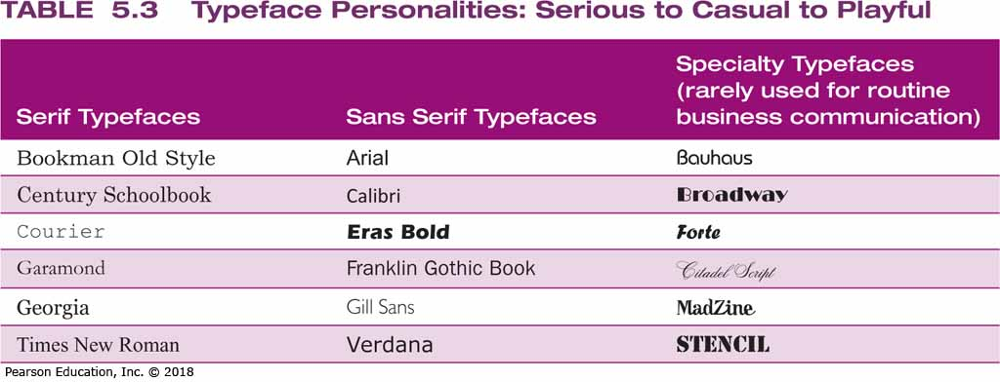 TABLE 5.3 Typeface Personalities: Serious to Casual to Playful
Serif Typefaces
Sans Serif Typefaces
Specialty Typefaces
(rarely used for routine
business communication)
Bookman Old Style Arial Bauhaus
Century Schoolbook Calibri Broadway
Courier Eras Bold Forte
Garamond Franklin Gothic Book Citadel Script
Georgia Gill Sans MadZine
Times New Roman Verdana STENCIL
Pearson Education, Inc. © 2018